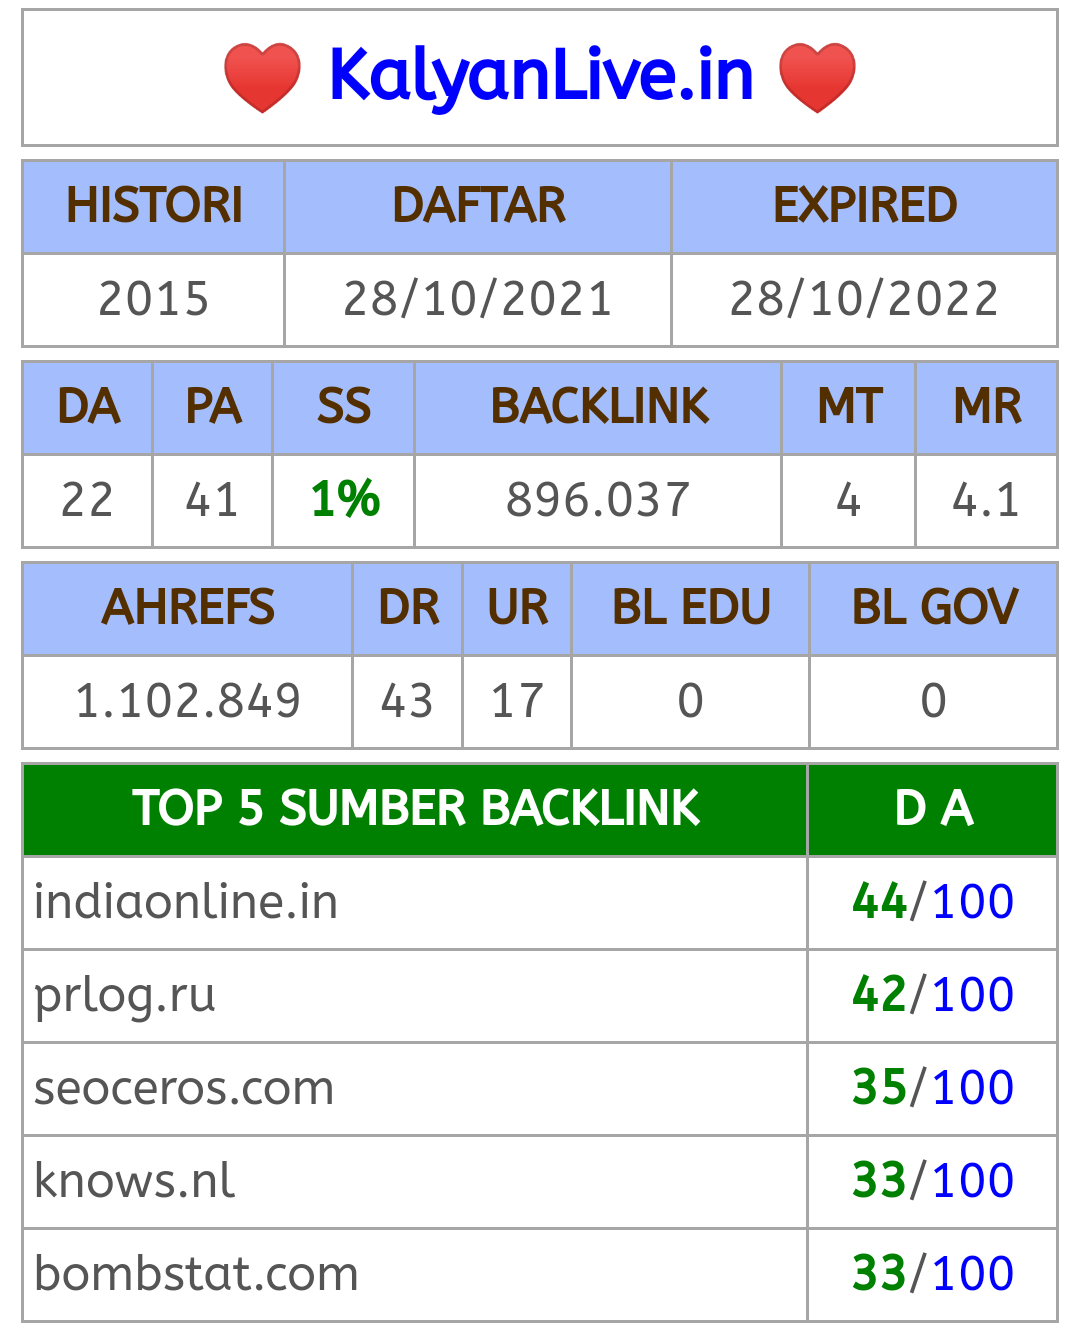 ❤️ KalyanLive.in ❤️
HISTORI DAFTAR EXPIRED
2015 28/10/2021 28/10/2022
DA PA SS BACKLINK MT MR
22 41 1% 896.037 4 4.1
AHREFS DR UR BL EDU BL GOV
1.102.849 43 17 0 0
TOP 5 SUMBER BACKLINK D A
indiaonline.in 44/100
prlog.ru 42/100
seoceros.com 35/100
knows.nl 33/100
bombstat.com 33/100